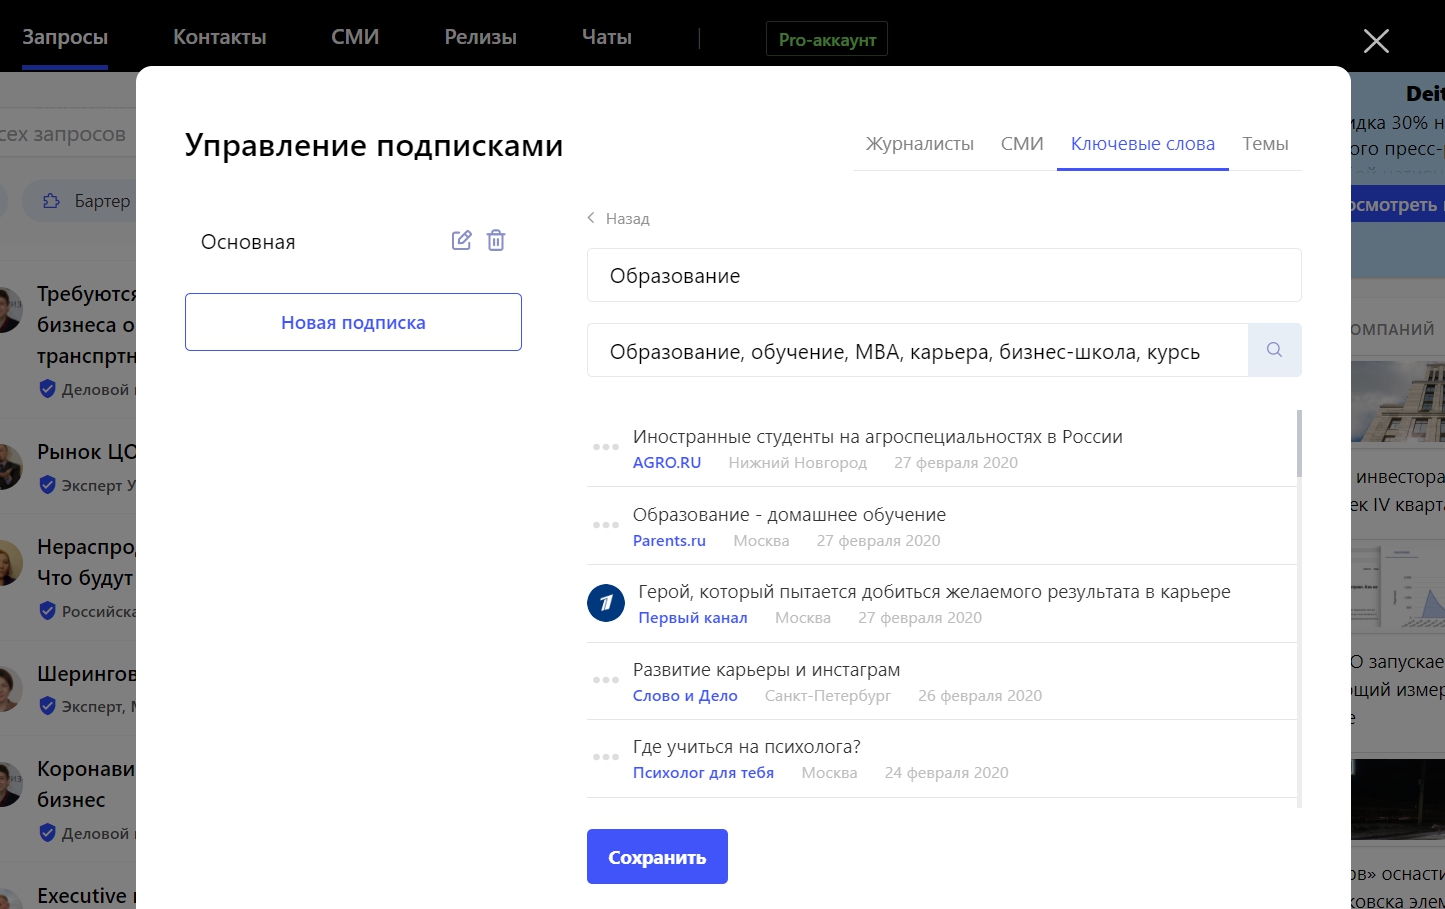 Запросы
Контакты
СМИ
Релизы
Чаты
Pro-аккаунт
сех запросов
Бартер
Требуются
бизнеса о
транспртн
Деловой
Рынок ЦО
Эксперт У
Нераспрод
Что будут
Российска
Шерингов
Эксперт,
Коронави
бизнес
Деловой
Executive
Управление подписками
Журналисты
СМИ
Ключевые слова
Темы
Основная
Новая подписка
Назад
Образование
Образование, обучение, МВА, карьера, бизнес-школа, курсы
Иностранные студенты на агроспециальностях в России
AGRO.RU Нижний Новгород 27 февраля 2020
Образование - домашнее обучение
Parents.ru Москва 27 февраля 2020
Герой, который пытается добиться желаемого результата в карьере
Первый канал Москва 27 февраля 2020
Развитие карьеры и инстаграм
Слово и Дело Санкт-Петербург 26 февраля 2020
Где учиться на психолога?
Психолог для тебя Москва 24 февраля 2020
Сохранить
Deit
идка 30% н
ого пресс-р
осмотреть
ОМПАНИЙ
инвестора
ек IV кварта
О запускае
ющий измер
е
ов» оснасти
ковска элем